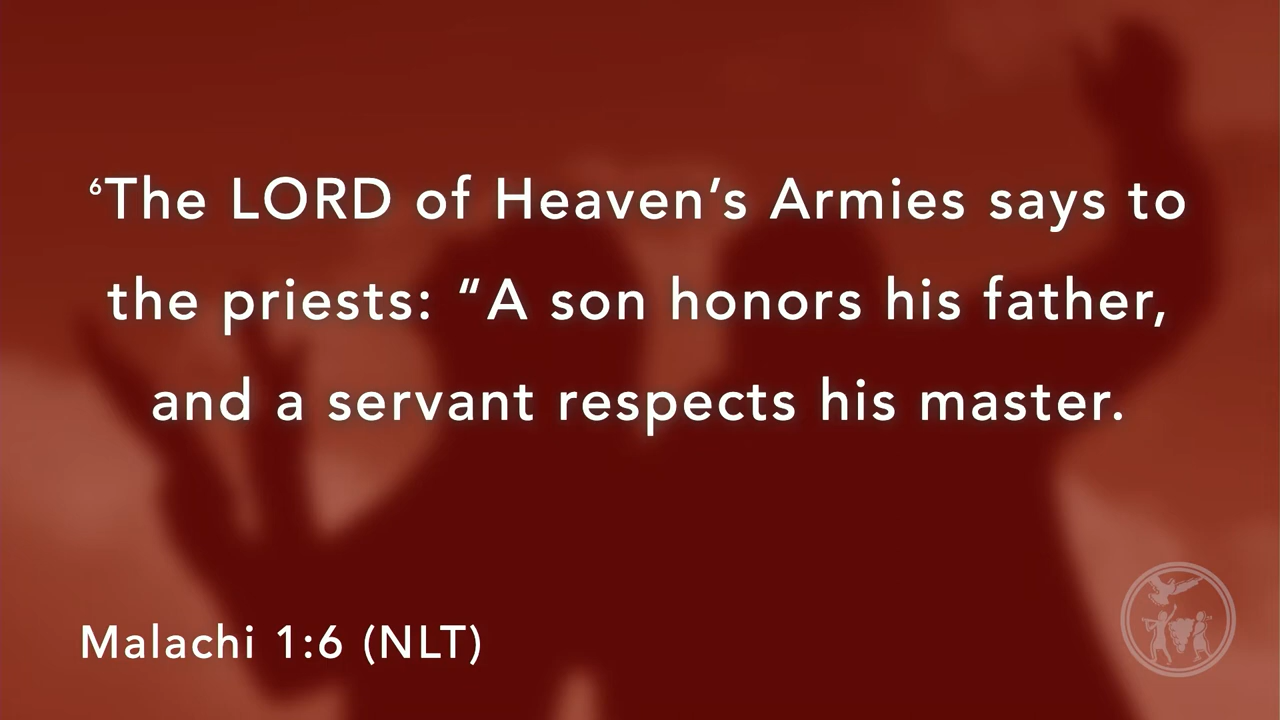 ⁶The LORD of Heaven’s Armies says to
the priests: “A son honors his father,
and a servant respects his master.
Malachi 1:6 (NLT)